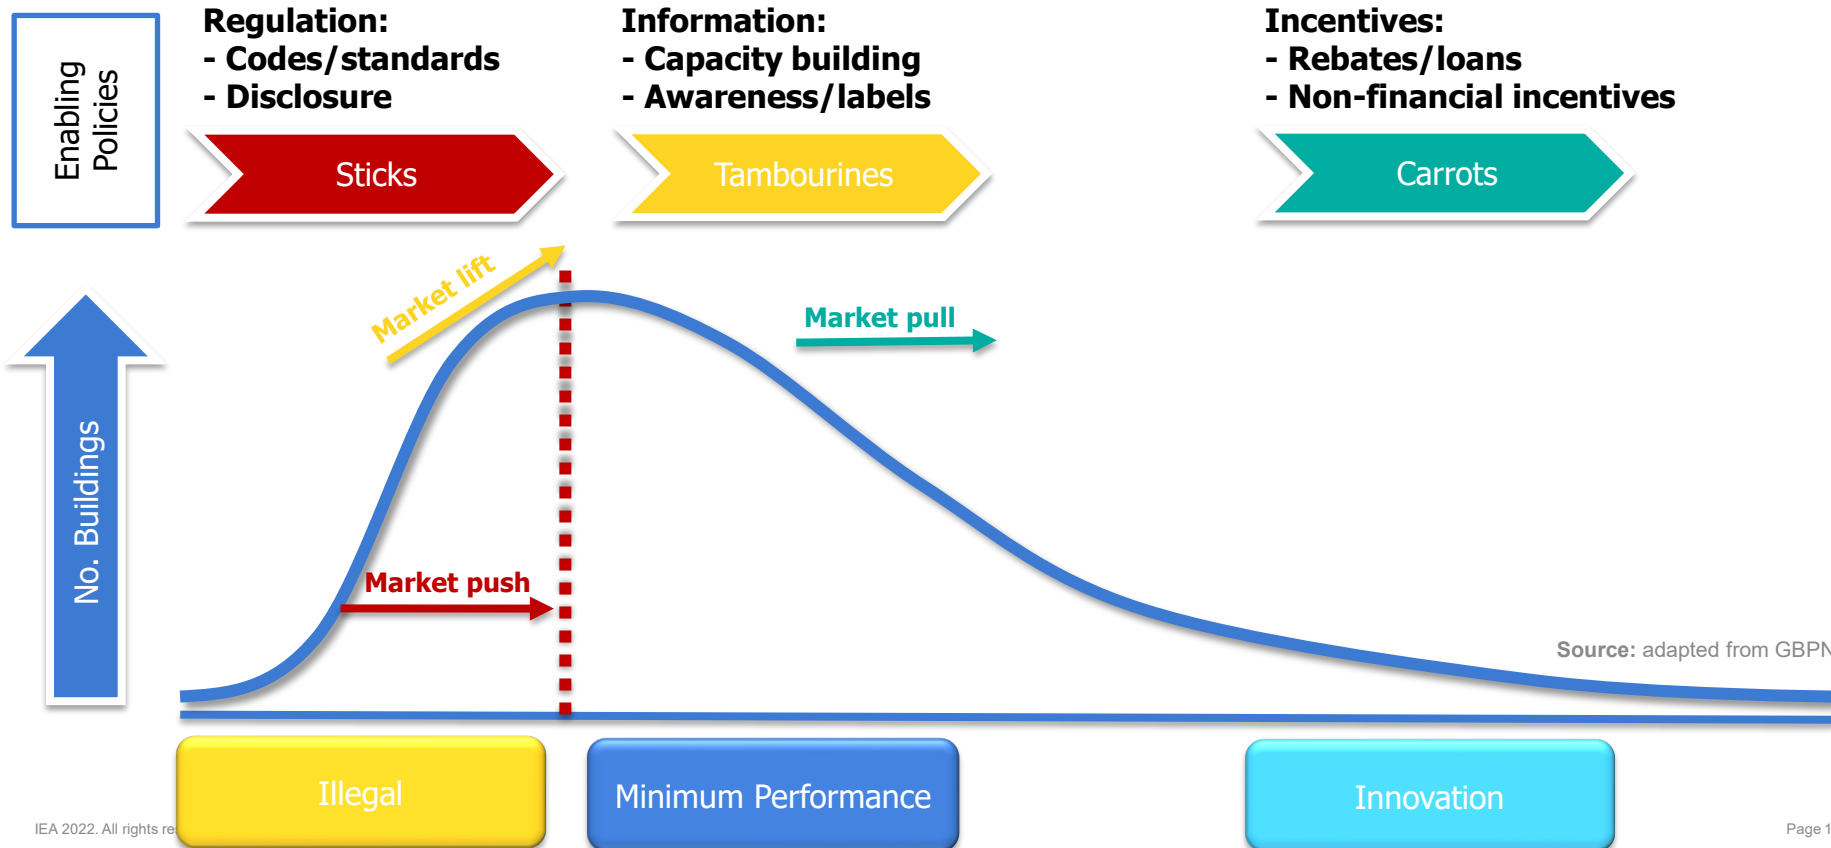 Enabling
Policies
Regulation:
- Codes/standards
- Disclosure
Information:
- Capacity building
- Awareness/labels
Incentives:
- Rebates/loans
- Non-financial incentives
Sticks
Tambourines
Carrots
No. Buildings
Market lift
Market pull
Market push
Source: adapted from GBPN
Illegal
Minimum Performance
Innovation
IEA 2022. All rights re
Page 1